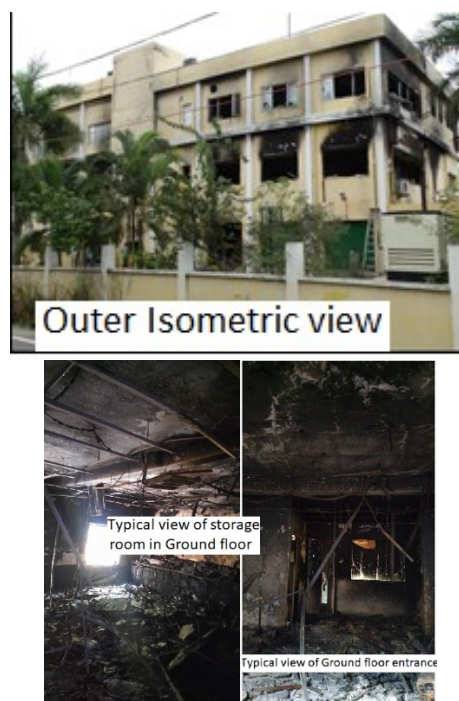 Outer Isometric view
Typical view of storage
room in Ground floor
Typical view of Ground floor entrance